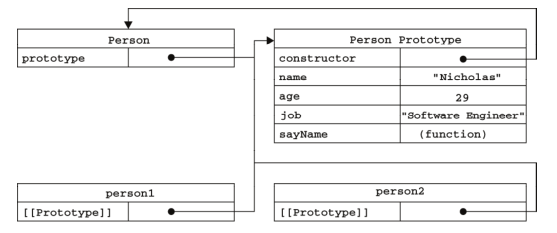 Person
prototype
Person Prototype
constructor
name "Nicholas"
age 29
job "Software Engineer"
sayName (function)
person1
[[Prototype]]
person2
[[Prototype]]